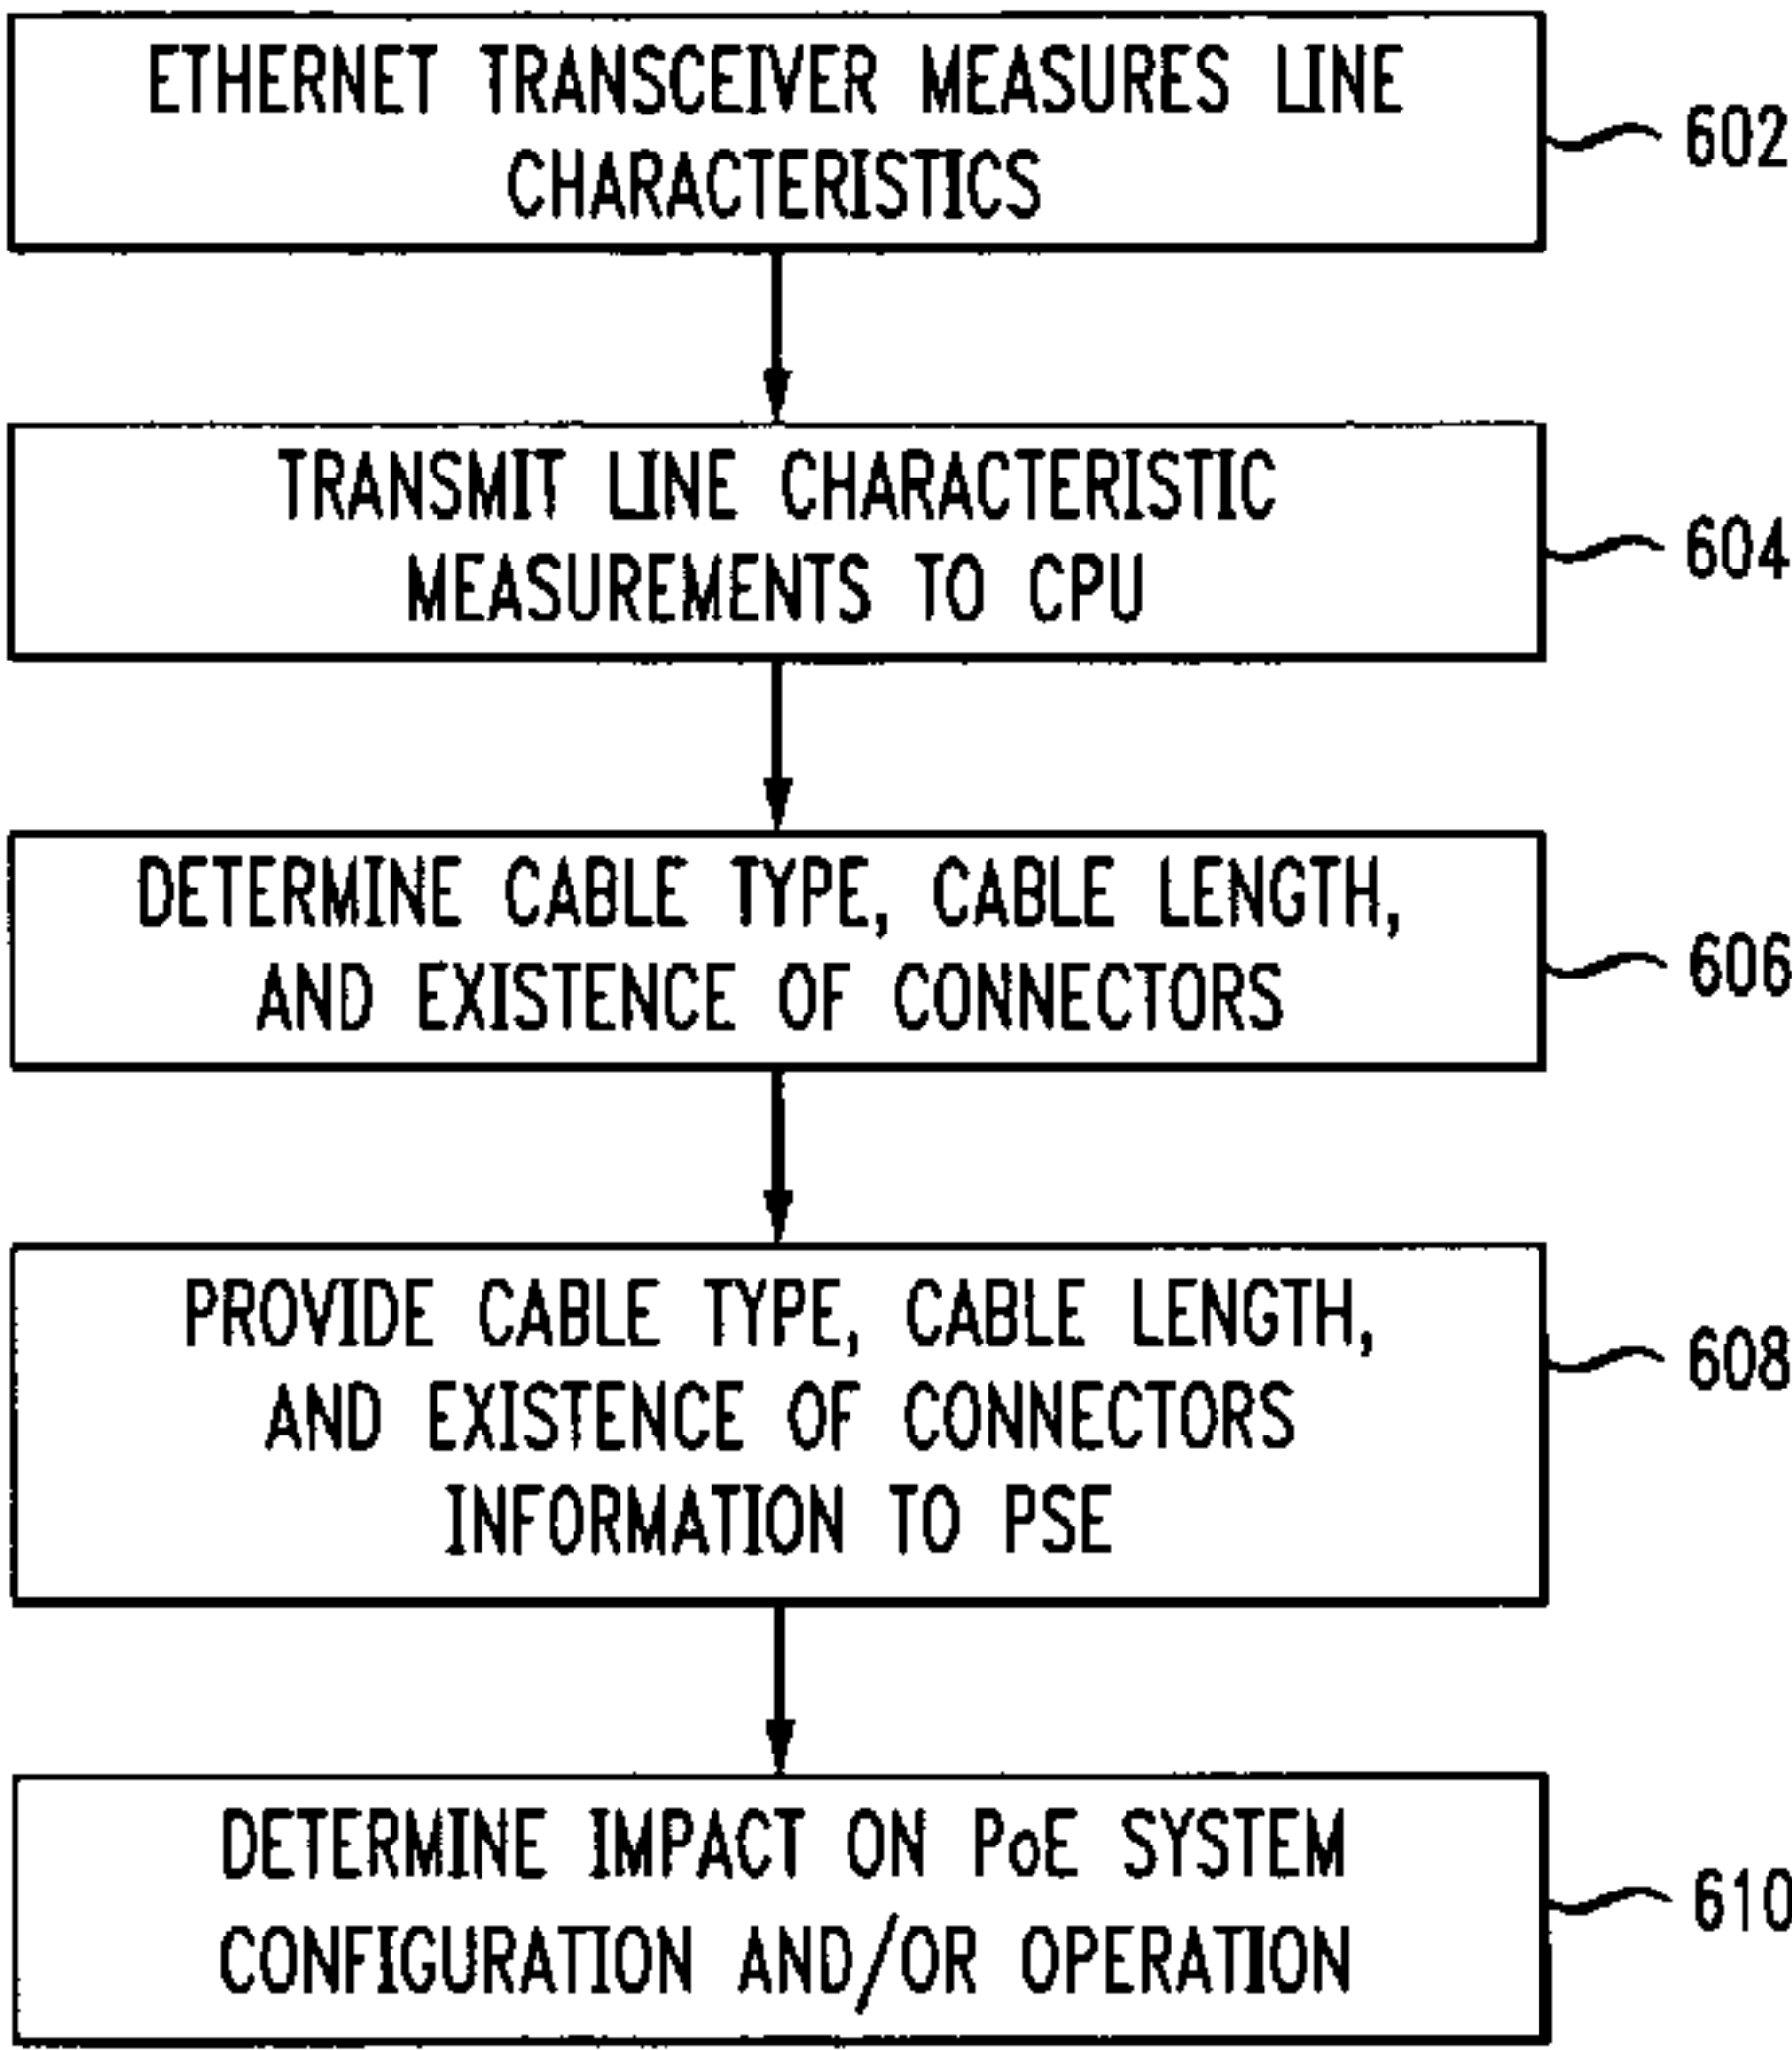 ETHERNET TRANSCEIVER MEASURES LINE
CHARACTERISTICS
602
TRANSMIT LINE CHARACTERISTIC
MEASUREMENTS TO CPU
604
DETERMINE CABLE TYPE, CABLE LENGTH,
AND EXISTENCE OF CONNECTORS
606
PROVIDE CABLE TYPE, CABLE LENGTH,
AND EXISTENCE OF CONNECTORS
INFORMATION TO PSE
608
DETERMINE IMPACT ON PoE SYSTEM
CONFIGURATION AND/OR OPERATION
610